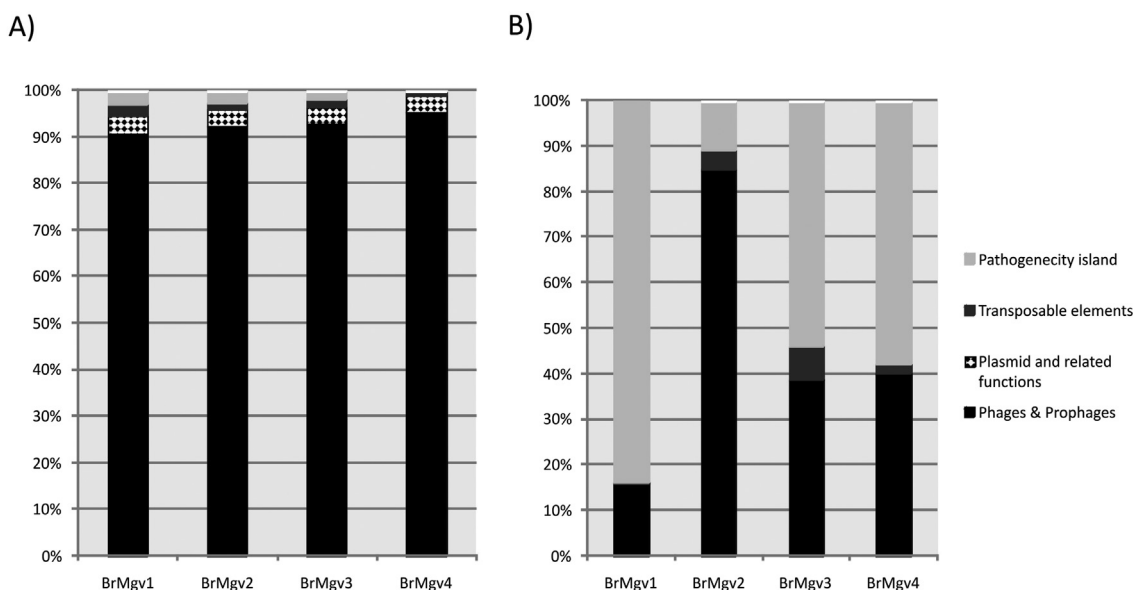 A)
100%
90%
80%
70%
60%
50%
40%
30%
20%
10%
0%
BrMgv1 BrMgv2 BrMgv3 BrMgv4
B)
100%
90%
80%
70%
60%
50%
40%
30%
20%
10%
0%
BrMgv1 BrMgv2 BrMgv3 BrMgv4
Pathogenecity island
Transposable elements
Plasmid and related
functions
Phages & Prophages